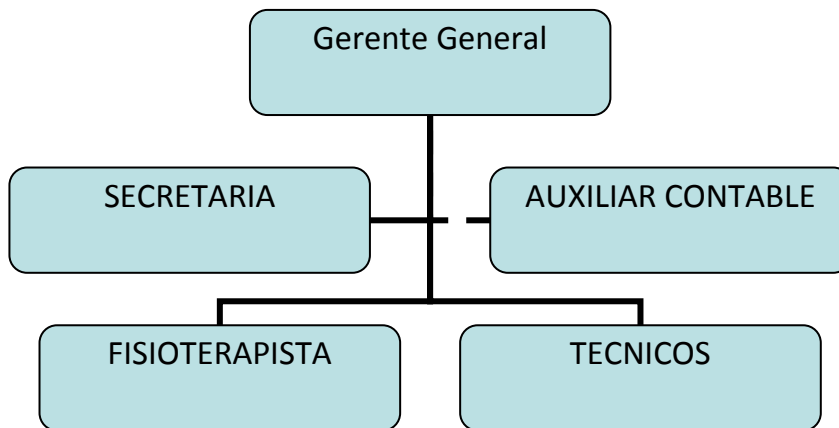 Gerente General
SECRETARIA
AUXILIAR CONTABLE
FISIOTERAPISTA
TECNICOS